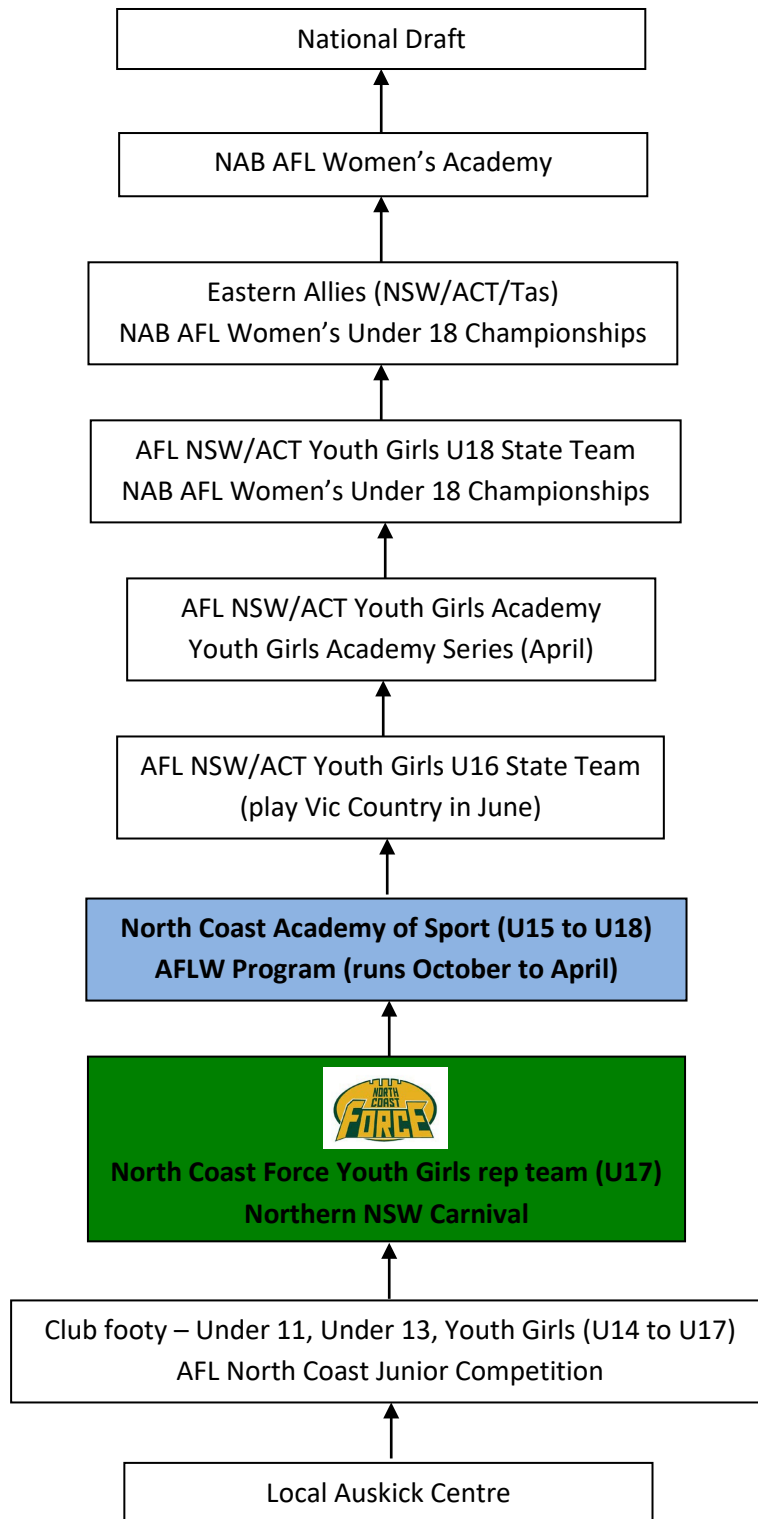 National Draft
NAB AFL Women’s Academy
Eastern Allies (NSW/ACT/Tas)
NAB AFL Women’s Under 18 Championships
AFL NSW/ACT Youth Girls U18 State Team
NAB AFL Women’s Under 18 Championships
AFL NSW/ACT Youth Girls Academy
Youth Girls Academy Series (April)
AFL NSW/ACT Youth Girls U16 State Team
(play Vic Country in June)
North Coast Academy of Sport (U15 to U18)
AFLW Program (runs October to April)
NORTH
COAST
FORCE
North Coast Force Youth Girls rep team (U17)
Northern NSW Carnival
Club footy – Under 11, Under 13, Youth Girls (U14 to U17)
AFL North Coast Junior Competition
Local Auskick Centre